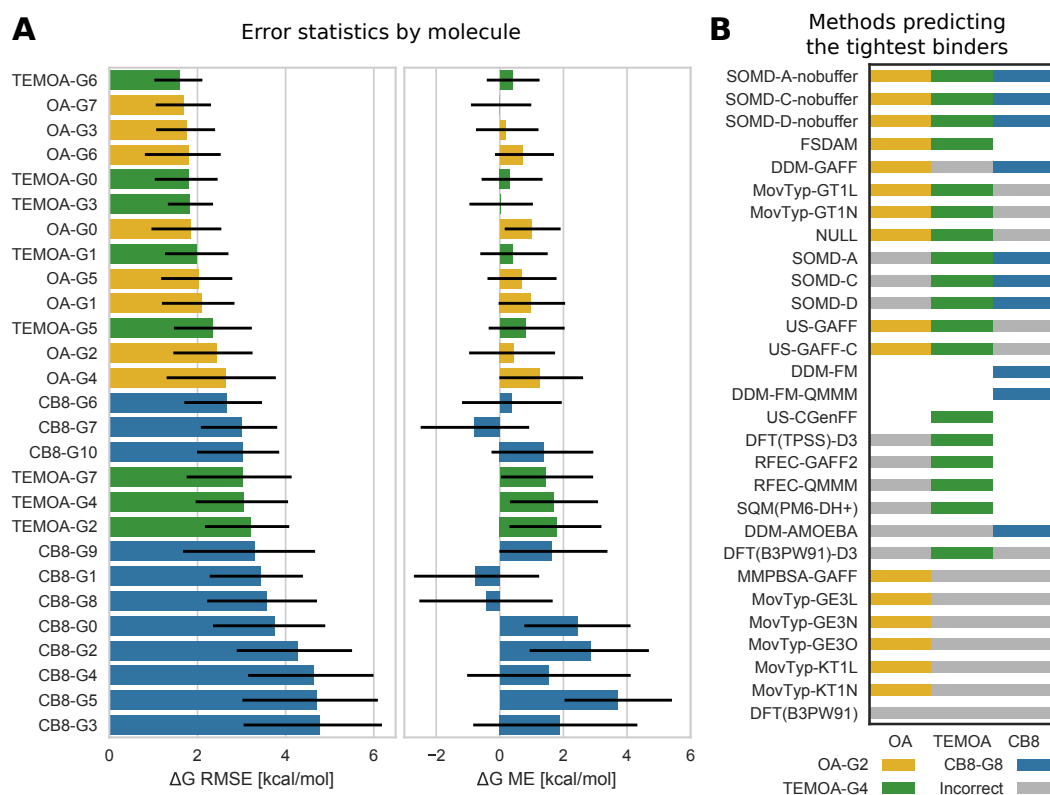 A
Error statistics by molecule
TEMOA-G6
OA-G7
OA-G3
OA-G6
TEMOA-G0
TEMOA-G3
OA-G0
TEMOA-G1
OA-G5
OA-G1
TEMOA-G5
OA-G2
OA-G4
CB8-G6
CB8-G7
CB8-G10
TEMOA-G7
TEMOA-G4
TEMOA-G2
CB8-G9
CB8-G1
CB8-G8
CB8-G0
CB8-G2
CB8-G4
CB8-G5
CB8-G3
0 2 4 6
ΔG RMSE [kcal/mol]
−2 0 2 4 6
ΔG ME [kcal/mol]
B
Methods predicting
the tightest binders
SOMD-A-nobuffer
SOMD-C-nobuffer
SOMD-D-nobuffer
FSDAM
DDM-GAFF
MovTyp-GT1L
MovTyp-GT1N
NULL
SOMD-A
SOMD-C
SOMD-D
US-GAFF
US-GAFF-C
DDM-FM
DDM-FM-QMMM
US-CGenFF
DFT(TPSS)-D3
RFEC-GAFF2
RFEC-QMMM
SQM(PM6-DH+)
DDM-AMOEBA
DFT(B3PW91)-D3
MMPBSA-GAFF
MovTyp-GE3L
MovTyp-GE3N
MovTyp-GE3O
MovTyp-KT1L
MovTyp-KT1N
DFT(B3PW91)
OA TEMOA CB8
OA-G2 CB8-G8
TEMOA-G4 Incorrect